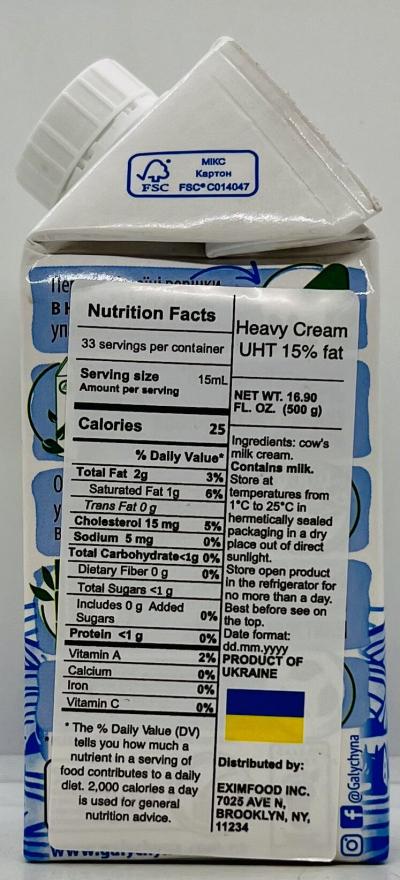 МІКС
Картон
FSC
FSC® C014047
Nutrition Facts
33 servings per container
Serving size 15mL
Amount per serving
Calories 25
% Daily Value*
Total Fat 2g 3%
Saturated Fat 1g 6%
Trans Fat 0 g
Cholesterol 15 mg 5%
Sodium 5 mg 0%
Total Carbohydrate<1g 0%
Dietary Fiber 0 g 0%
Total Sugars <1 g
Includes 0 g Added
Sugars 0%
Protein <1 g 0%
Vitamin A 2%
Calcium 0%
Iron 0%
Vitamin C 0%
* The % Daily Value (DV)
tells you how much a
nutrient in a serving of
food contributes to a daily
diet. 2,000 calories a day
is used for general
nutrition advice.
Heavy Cream
UHT 15% fat
NET WT. 16.90
FL. OZ. (500 g)
Ingredients: cow's
milk cream.
Contains milk.
Store at
temperatures from
1°C to 25°C in
hermetically sealed
packaging in a dry
place out of direct
sunlight.
Store open product
in the refrigerator for
no more than a day.
Best before see on
the top.
Date format:
dd.mm.yyyy
PRODUCT OF
UKRAINE
Distributed by:
EXIMFOOD INC.
7025 AVE N,
BROOKLYN, NY,
11234
@Galychyna